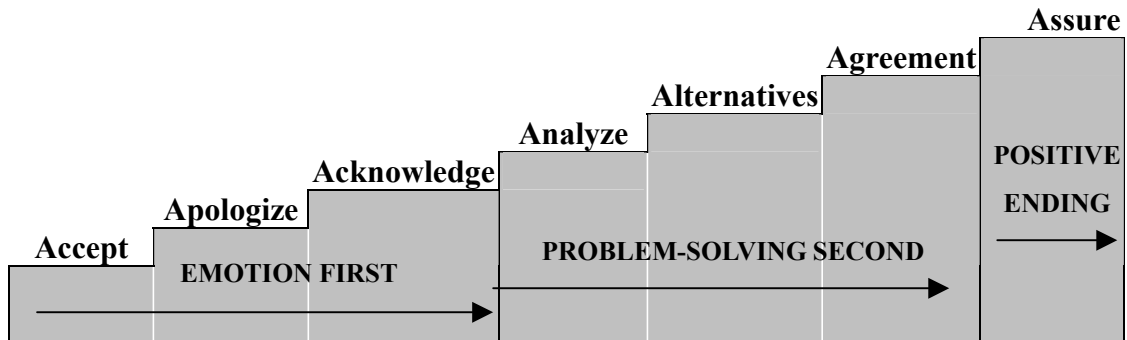 Accept
Apologize
Acknowledge
Analyze
Alternatives
Agreement
Assure
EMOTION FIRST
PROBLEM-SOLVING SECOND
POSITIVE
ENDING